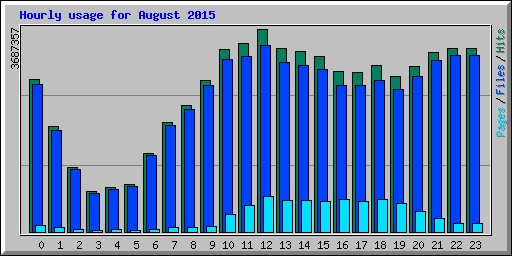 Hourly usage for August 2015
3687357
Pages/Files/Hits
0 1 2 3 4 5 6 7 8 9 10 11 12 13 14 15 16 17 18 19 20 21 22 23